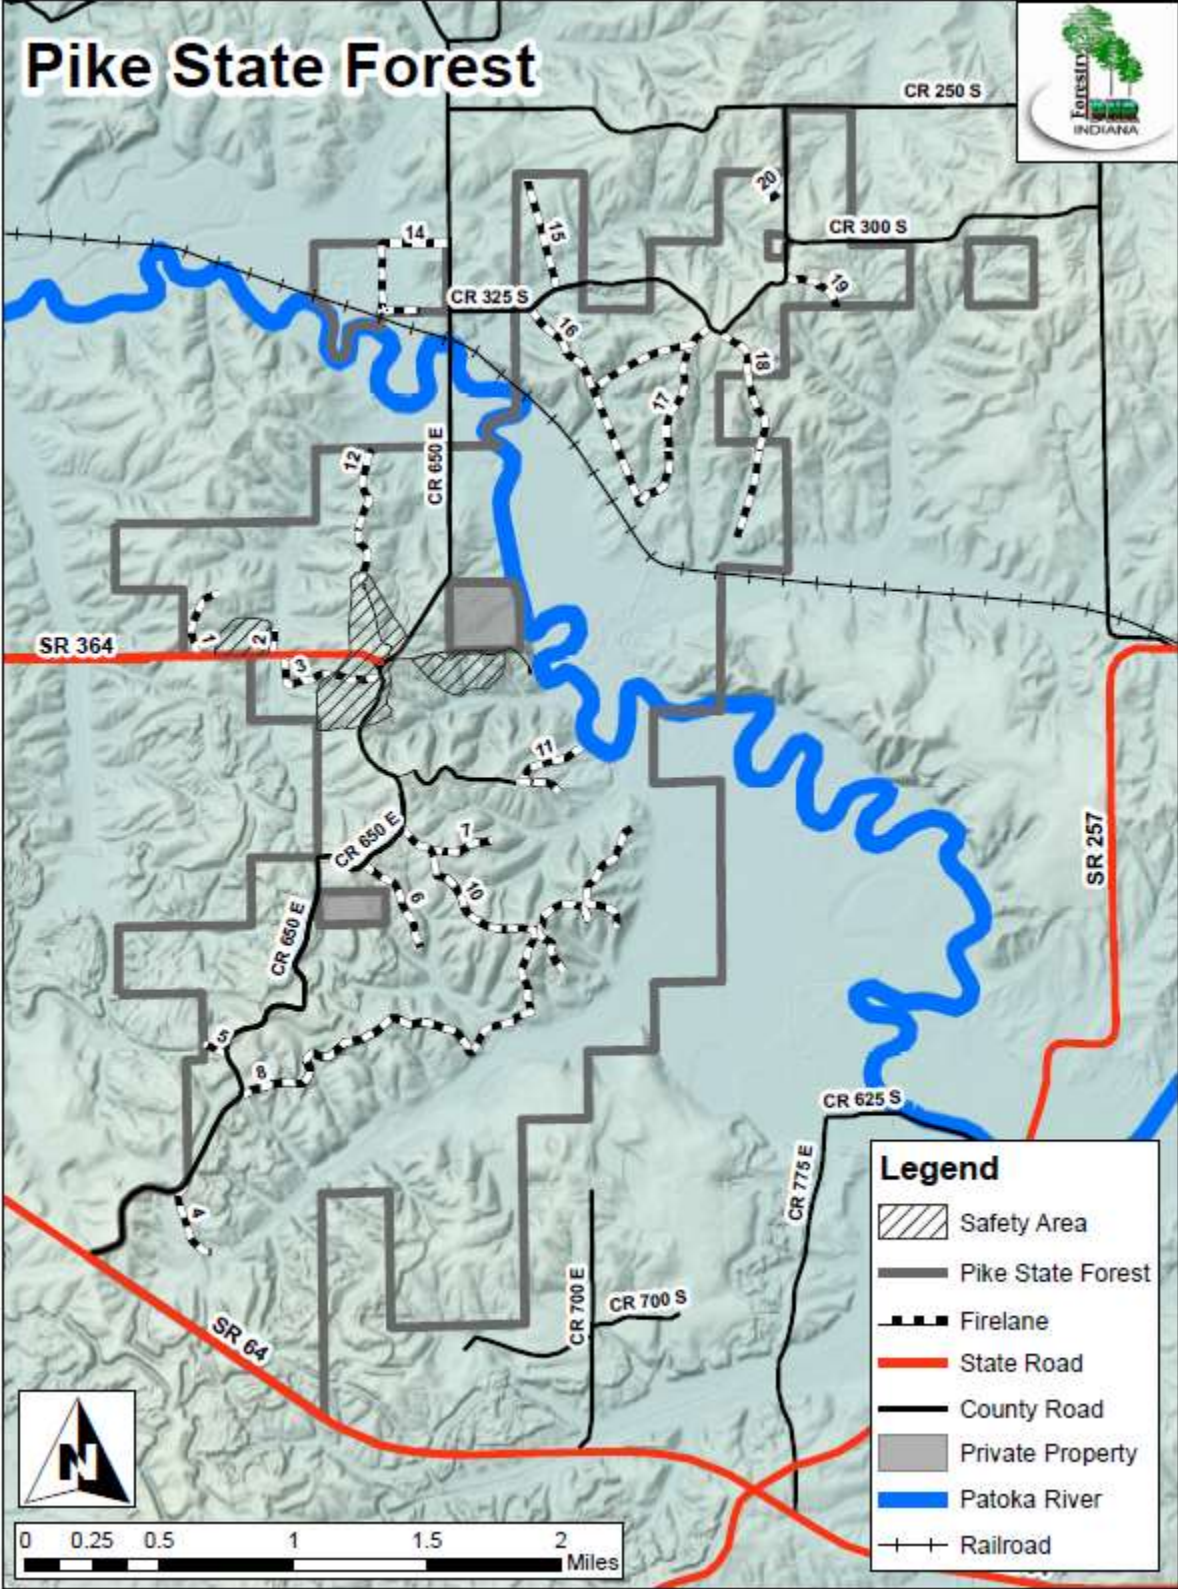 Pike State Forest
Forestry
DNR
INDIANA
CR 250 S
20
CR 300 S
15
14
19
CR 325 S
16
18
17
CR 650 E
12
1
2
SR 364
3
11
SR 257
CR 650 E
7
10
6
CR 650 E
5
8
CR 625 S
CR 775 E
4
CR 700 E
CR 700 S
SR 64
Legend
Safety Area
Pike State Forest
Firelane
State Road
County Road
Private Property
Patoka River
Railroad
N
0 0.25 0.5 1 1.5 2
Miles